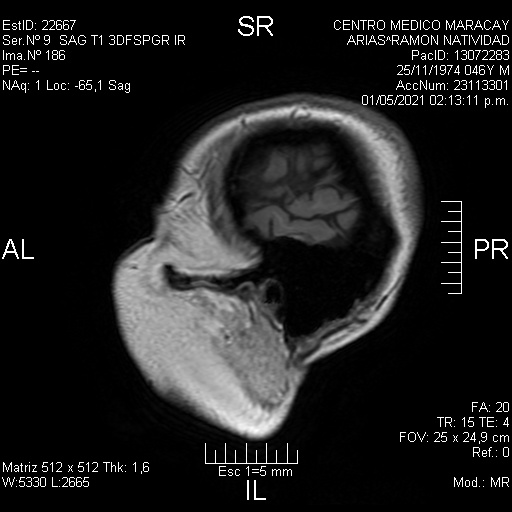 EstID: 22667
Ser.Nº 9 SAG T1 3DFSPGR IR
Ima.Nº 186
PE= --
NAq: 1 Loc: -65,1 Sag
SR
CENTRO MEDICO MARACAY
ARIAS^RAMON NATIVIDAD
PacID: 13072283
25/11/1974 046Y M
AccNum: 23113301
01/05/2021 02:13:11 p.m.
AL
PR
FA: 20
TR: 15 TE: 4
FOV: 25 x 24,9 cm
Ref.: 0
Matriz 512 x 512 Thk: 1,6
W:5330 L:2665
Esc 1=5 mm
IL
Mod.: MR